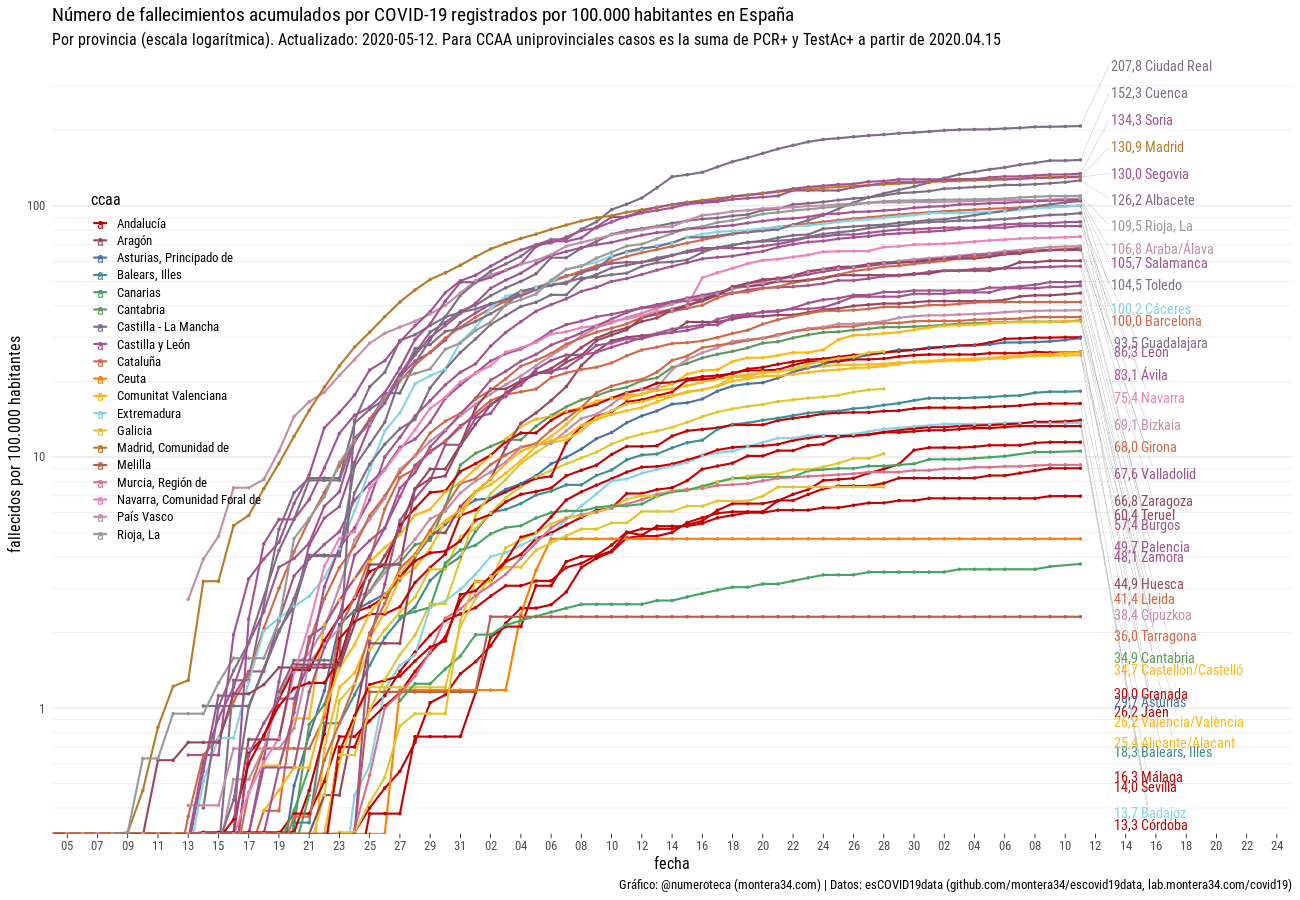 Número de fallecimientos acumulados por COVID-19 registrados por 100.000 habitantes en España
Por provincia (escala logarítmica). Actualizado: 2020-05-12. Para CCAA uniprovinciales casos es la suma de PCR+ y TestAc+ a partir de 2020.04.15
fallecidos por 100.000 habitantes
100
10
1
ccaa
Andalucía
Aragón
Asturias, Principado de
Balears, Illes
Canarias
Cantabria
Castilla - La Mancha
Castilla y León
Cataluña
Ceuta
Comunitat Valenciana
Extremadura
Galicia
Madrid, Comunidad de
Melilla
Murcia, Región de
Navarra, Comunidad Foral de
País Vasco
Rioja, La
207,8 Ciudad Real
152,3 Cuenca
134,3 Soria
130,9 Madrid
130,0 Segovia
126,2 Albacete
109,5 Rioja, La
106,8 Araba/Álava
105,7 Salamanca
104,5 Toledo
100,2 Cáceres
100,0 Barcelona
93,5 Guadalajara
86,3 León
83,1 Ávila
75,4 Navarra
69,1 Bizkaia
68,0 Girona
67,6 Valladolid
66,8 Zaragoza
60,4 Teruel
57,4 Burgos
49,7 Palencia
48,1 Zamora
44,9 Huesca
41,4 Lleida
38,4 Gipuzkoa
36,0 Tarragona
34,9 Cantabria
34,7 Castellón/Castelló
30,0 Granada
29,7 Asturias
26,2 Jaén
26,2 Valencia/València
25,4 Alicante/Alacant
18,3 Balears, Illes
16,3 Málaga
14,0 Sevilla
13,7 Badajoz
13,3 Córdoba
05 07 09 11 13 15 17 19 21 23 25 27 29 31 02 04 06 08 10 12 14 16 18 20 22 24 26 28 30 02 04 06 08 10 12 14 16 18 20 22 24
fecha
Gráfico: @numeroteca (montera34.com) | Datos: esCOVID19data (github.com/montera34/escovid19data, lab.montera34.com/covid19)